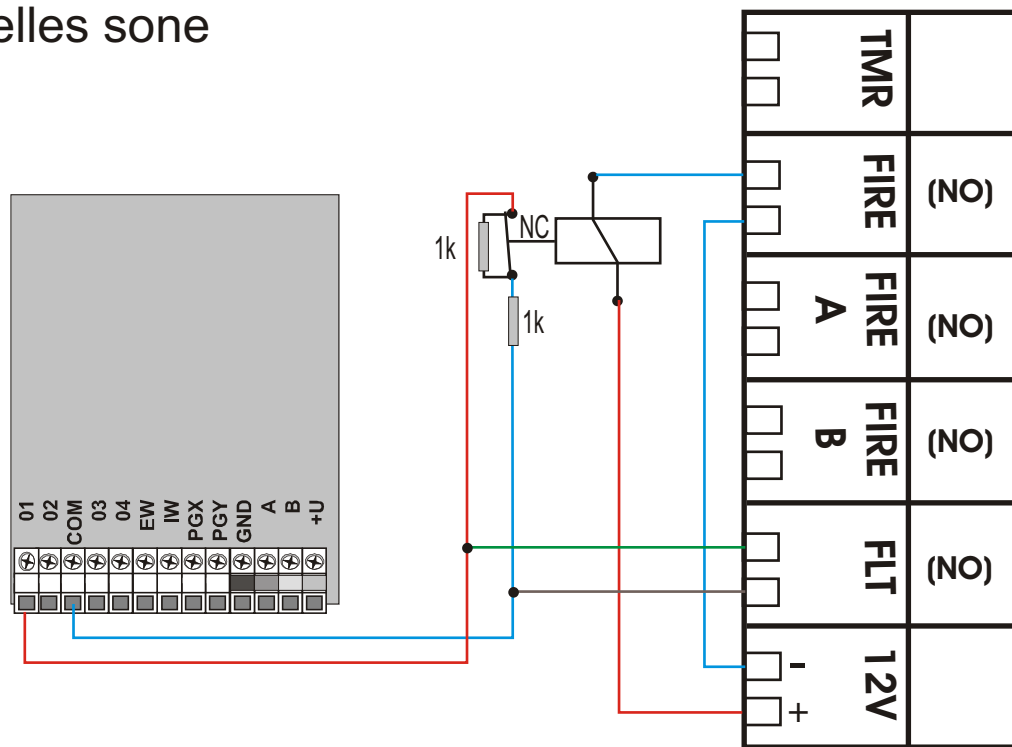 elles sone
TMR
FIRE
(NO)
FIRE
A
(NO)
FIRE
B
(NO)
FLT
(NO)
12V
-
+
NC
1k
1k
01
02
COM
03
04
EW
IW
PGX
PGY
GND
A
B
+U